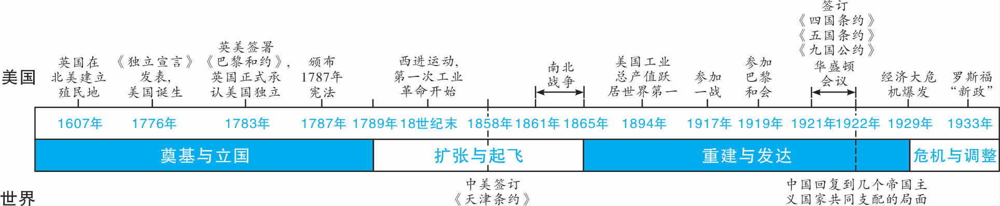 美国
英国在
北美建立
殖民地
《独立宣言》
发表,
美国诞生
英美签署
《巴黎和约》,
英国正式承
认美国独立
颁布
1787年
宪法
西进运动,
第一次工业
革命开始
南北
战争
美国工业
总产值跃
居世界第一
参加
一战
参加
巴黎
和会
签订
《四国条约》
《五国条约》
《九国公约》
华盛顿
会议
经济大危
机爆发
罗斯福
“新政”
1607年 1776年 1783年 1787年 1789年 18世纪末 1858年 1861年 1865年 1894年 1917年 1919年 1921年 1922年 1929年 1933年
奠基与立国 扩张与起飞 重建与发达 危机与调整
世界
中美签订
《天津条约》
中国回复到几个帝国主
义国家共同支配的局面